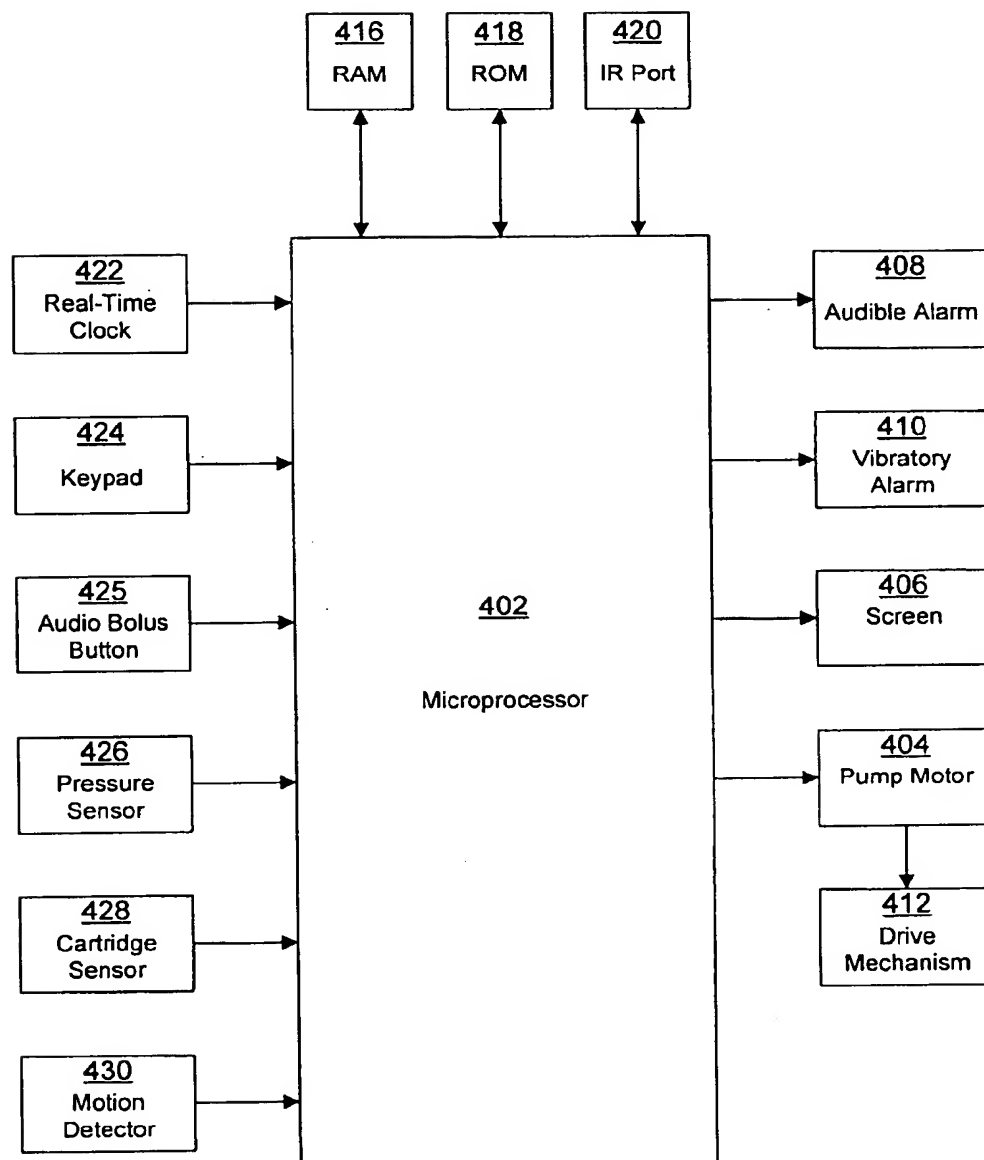 416
RAM
418
ROM
420
IR Port
422
Real-Time
Clock
424
Keypad
425
Audio Bolus
Button
426
Pressure
Sensor
428
Cartridge
Sensor
430
Motion
Detector
402
Microprocessor
408
Audible Alarm
410
Vibratory
Alarm
406
Screen
404
Pump Motor
412
Drive
Mechanism